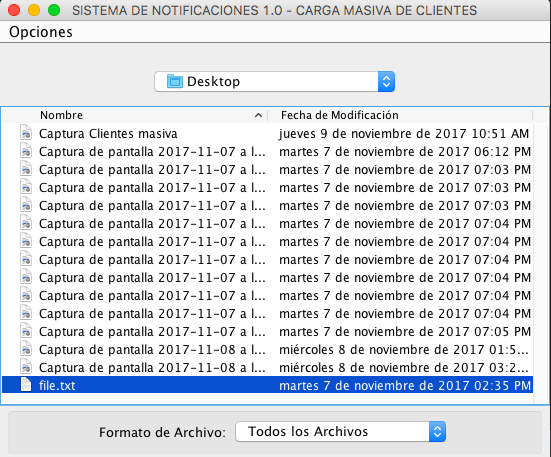 SISTEMA DE NOTIFICACIONES 1.0 - CARGA MASIVA DE CLIENTES
Opciones
Desktop
Nombre Fecha de Modificación
Captura Clientes masiva jueves 9 de noviembre de 2017 10:51 AM
Captura de pantalla 2017-11-07 a l... martes 7 de noviembre de 2017 06:12 PM
Captura de pantalla 2017-11-07 a l... martes 7 de noviembre de 2017 07:03 PM
Captura de pantalla 2017-11-07 a l... martes 7 de noviembre de 2017 07:03 PM
Captura de pantalla 2017-11-07 a l... martes 7 de noviembre de 2017 07:03 PM
Captura de pantalla 2017-11-07 a l... martes 7 de noviembre de 2017 07:04 PM
Captura de pantalla 2017-11-07 a l... martes 7 de noviembre de 2017 07:04 PM
Captura de pantalla 2017-11-07 a l... martes 7 de noviembre de 2017 07:04 PM
Captura de pantalla 2017-11-07 a l... martes 7 de noviembre de 2017 07:04 PM
Captura de pantalla 2017-11-07 a l... martes 7 de noviembre de 2017 07:04 PM
Captura de pantalla 2017-11-07 a l... martes 7 de noviembre de 2017 07:04 PM
Captura de pantalla 2017-11-07 a l... martes 7 de noviembre de 2017 07:05 PM
Captura de pantalla 2017-11-08 a l... miércoles 8 de noviembre de 2017 01:5...
Captura de pantalla 2017-11-08 a l... miércoles 8 de noviembre de 2017 03:2...
file.txt martes 7 de noviembre de 2017 02:35 PM
Formato de Archivo: Todos los Archivos